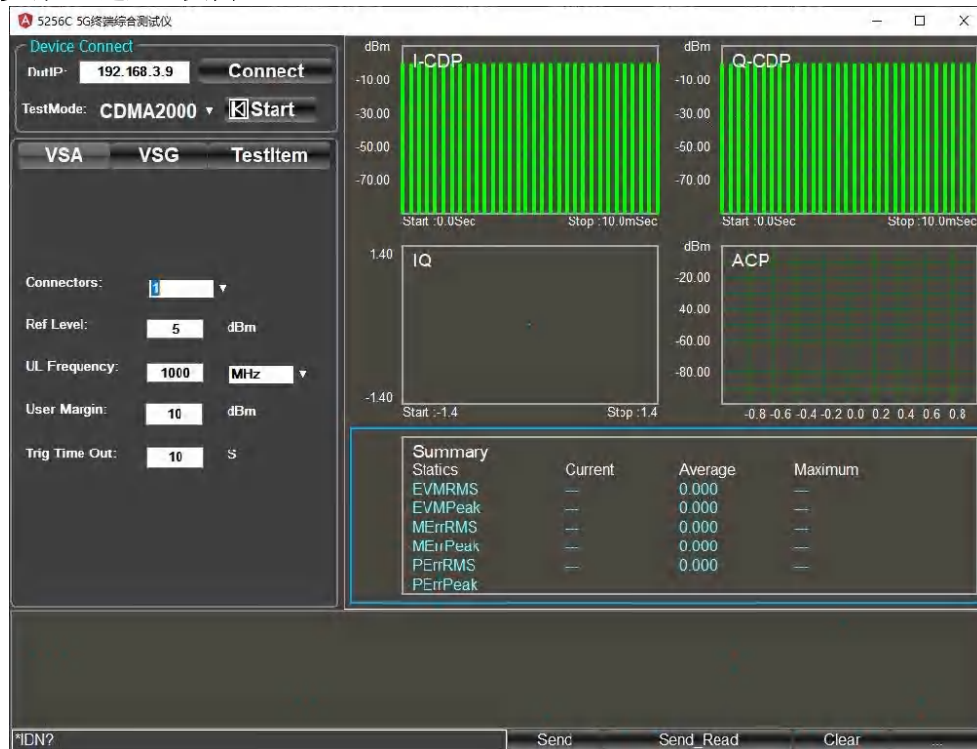 5256C 5G终端综合测试仪
Device Connect
DutIP: 192.168.3.9 Connect
TestMode: CDMA2000 Start
VSA VSG TestItem
Connectors: 1
Ref Level: 5 dBm
UL Frequency: 1000 MHz
User Margin: 10 dBm
Trig Time Out: 10 S
dBm
I-CDP
-10.00
-30.00
-50.00
-70.00
Start :0.0Sec Stop :10.0mSec
dBm
Q-CDP
-10.00
-30.00
-50.00
-70.00
Start :0.0Sec Stop :10.0mSec
1.40
IQ
-1.40
Start :-1.4 Stop :1.4
dBm
ACP
-20.00
40.00
-60.00
-80.00
-0.8 -0.6 -0.4 -0.2 0.0 0.2 0.4 0.6 0.8
Summary
Statics Current Average Maximum
EVMRMS --- 0.000 ---
EVMPeak --- 0.000 ---
MErrRMS --- 0.000 ---
MErrPeak --- 0.000 ---
PErrRMS --- 0.000 ---
PErrPeak
*IDN? Send Send_Read Clear ...